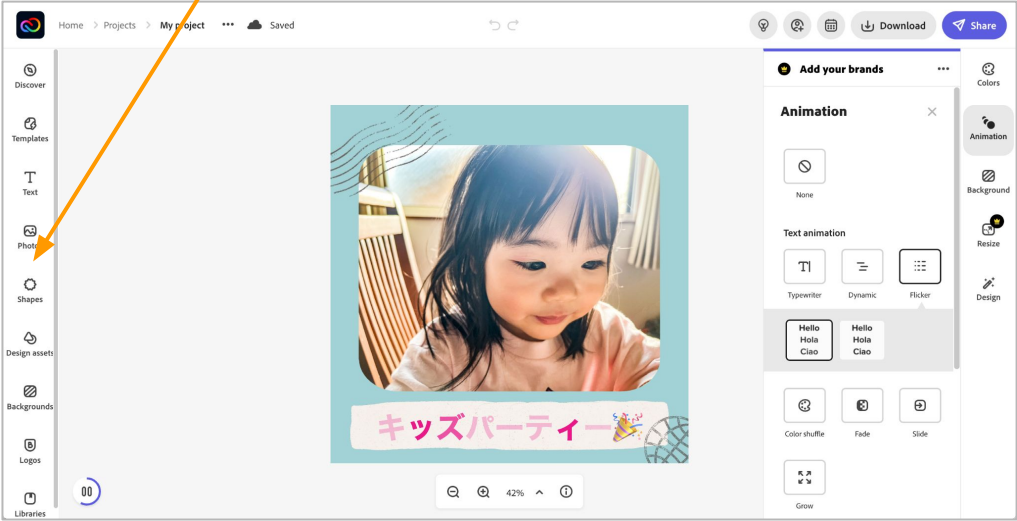 Home > Projects > My project ••• Saved
Download
Share
Discover
Templates
Text
Photos
Shapes
Design assets
Backgrounds
Logos
Libraries
キッズパーティー🎉
42%
Add your brands •••
Animation
None
Text animation
Typewriter Dynamic Flicker
Hello Hello
Hola Hola
Ciao Ciao
Color shuffle Fade Slide
Grow
Colors
Animation
Background
Resize
Design